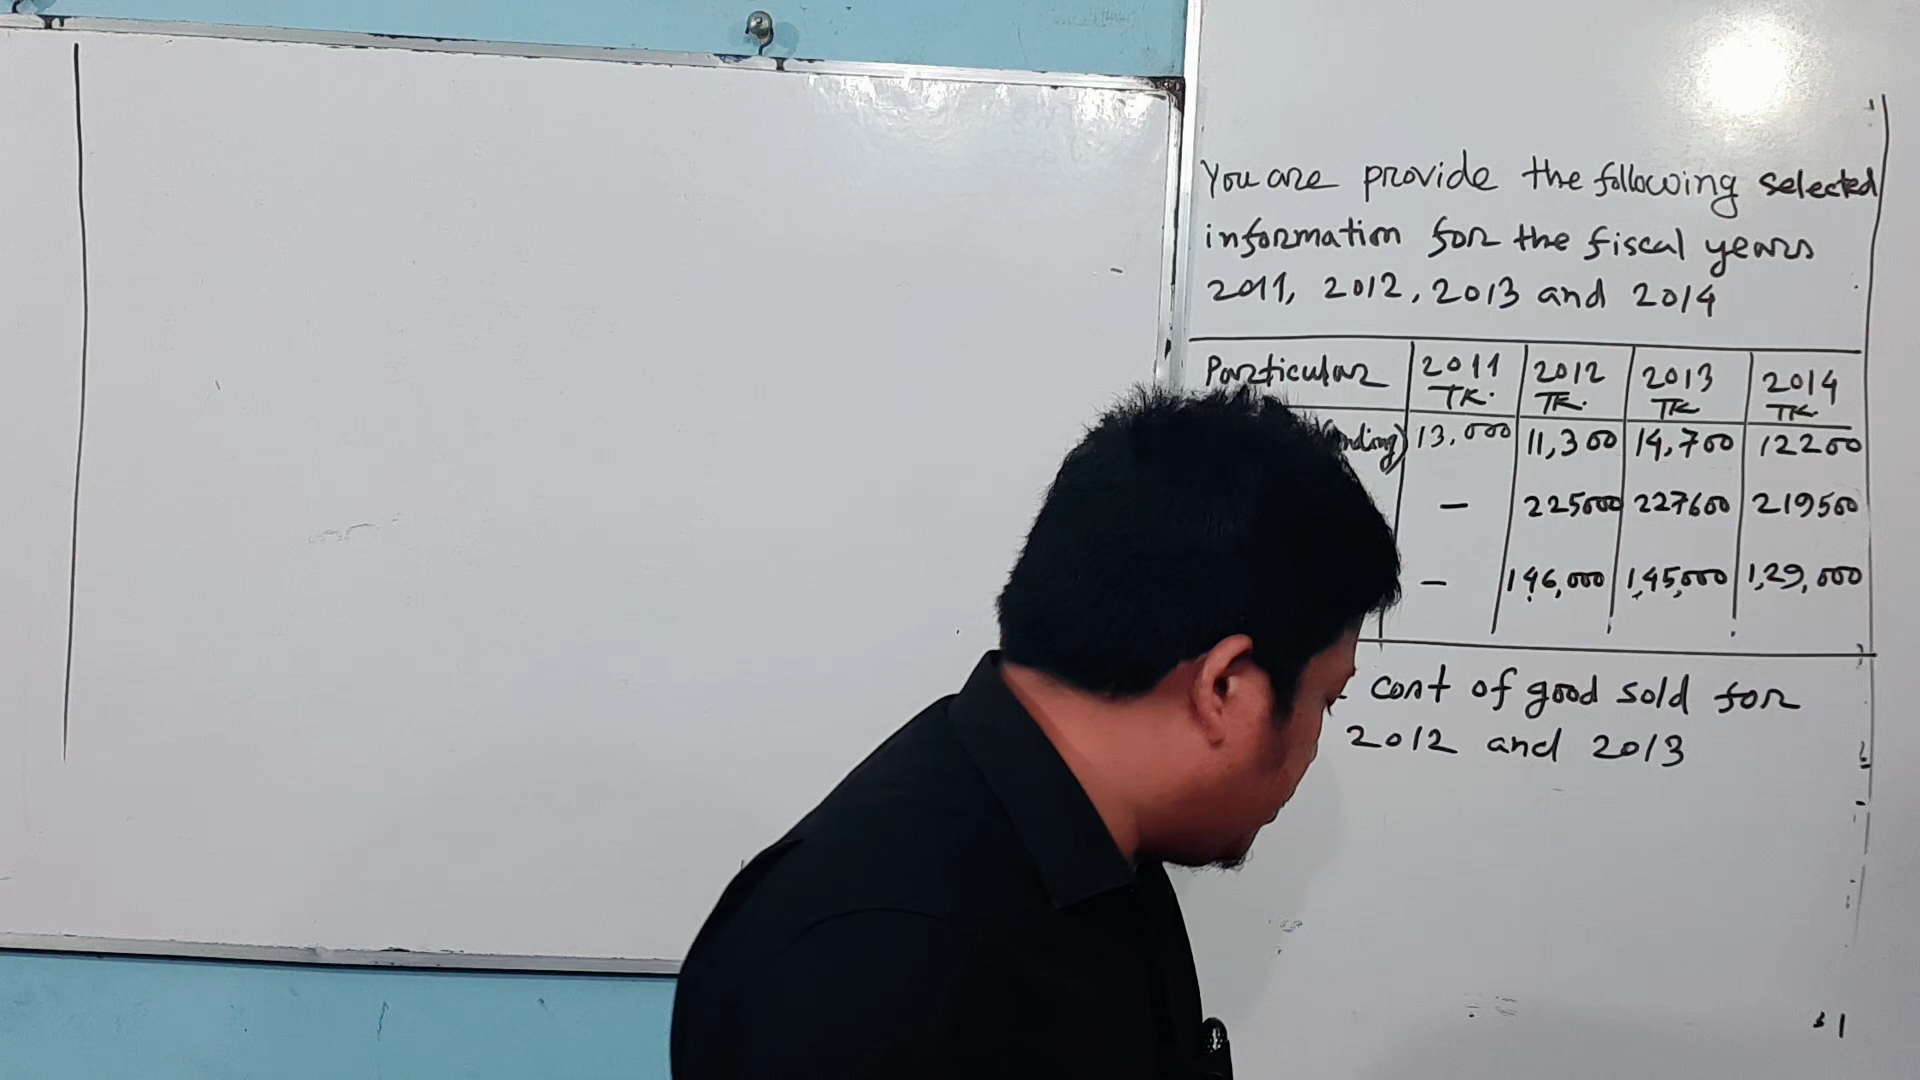 You are provide the following selected
information for the fiscal years
2011, 2012, 2013 and 2014
Particular 2011 TK. 2012 TK. 2013 TK 2014 TK
13,000 11,300 14,700 12200
- 225000 227600 219500
- 146,000 1,45,000 1,29,000
cost of good sold for
2012 and 2013